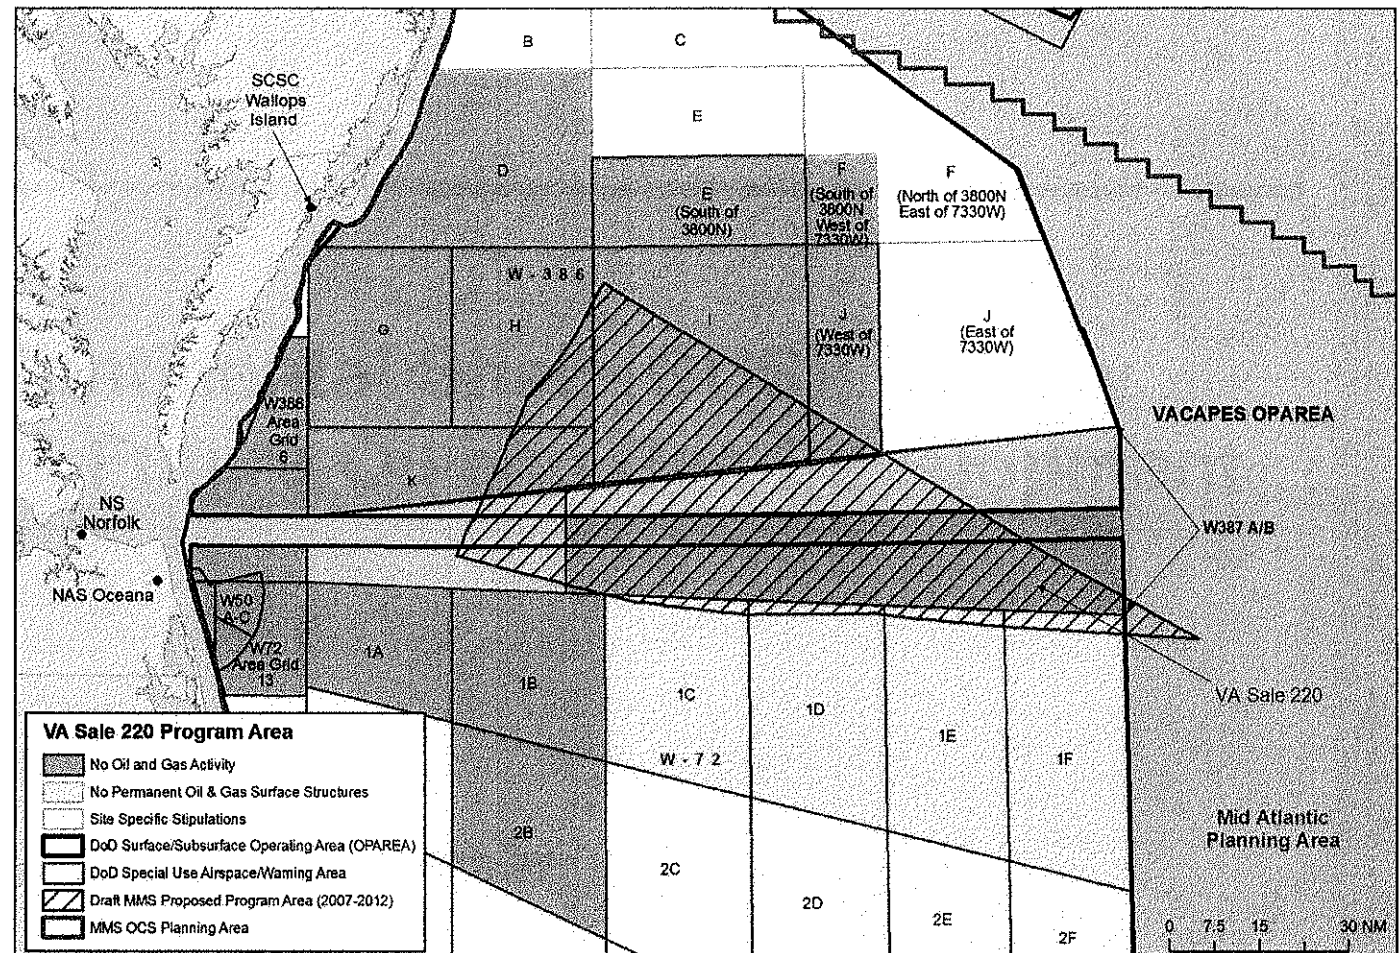 B
C
SCSC
Wallops
Island
E
D
E
(South of
3800N)
F
(South of
3800N
West of
7330W)
F
(North of 3800N
East of 7330W)
W - 3 8 6
G
H
I
J
(West of
7330W)
J
(East of
7330W)
W386
Area
Grid
6
VACAPES OPAREA
K
NS
Norfolk
W387 A/B
NAS Oceana
W50
A-C
W72
Area Grid
13
1A
1B
1C
1D
1E
1F
VA Sale 220
W - 7 2
2B
2C
2D
2E
2F
Mid Atlantic
Planning Area
VA Sale 220 Program Area
No Oil and Gas Activity
No Permanent Oil & Gas Surface Structures
Site Specific Stipulations
DoD Surface/Subsurface Operating Area (OPAREA)
DoD Special Use Airspace/Warning Area
Draft MMS Proposed Program Area (2007-2012)
MMS OCS Planning Area
0 7.5 15 30 NM